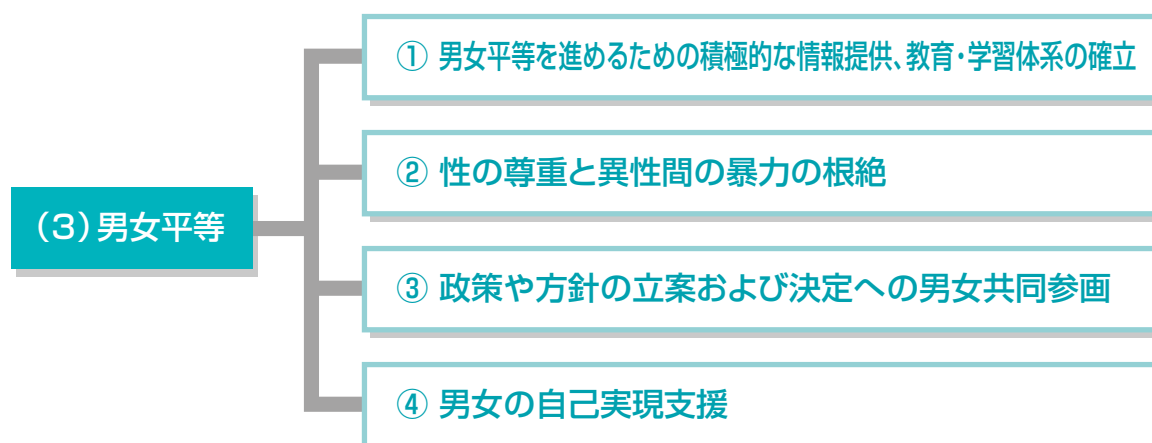 ① 男女平等を進めるための積極的な情報提供、教育・学習体系の確立
② 性の尊重と異性間の暴力の根絶
(3)男女平等
③ 政策や方針の立案および決定への男女共同参画
④ 男女の自己実現支援